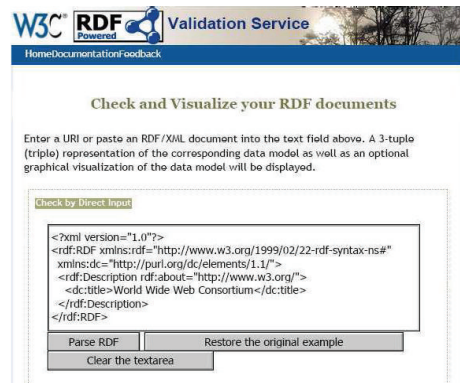 W3C RDF Powered Validation Service
HomeDocumentationFeedback
Check and Visualize your RDF documents
Enter a URI or paste an RDF/XML document into the text field above. A 3-tuple
(triple) representation of the corresponding data model as well as an optional
graphical visualization of the data model will be displayed.
Check by Direct Input
<?xml version="1.0"?>
<rdf:RDF xmlns:rdf="http://www.w3.org/1999/02/22-rdf-syntax-ns#"
xmlns:dc="http://purl.org/dc/elements/1.1/">
<rdf:Description rdf:about="http://www.w3.org/">
<dc:title>World Wide Web Consortium</dc:title>
</rdf:Description>
</rdf:RDF>
Parse RDF Restore the original example
Clear the textarea